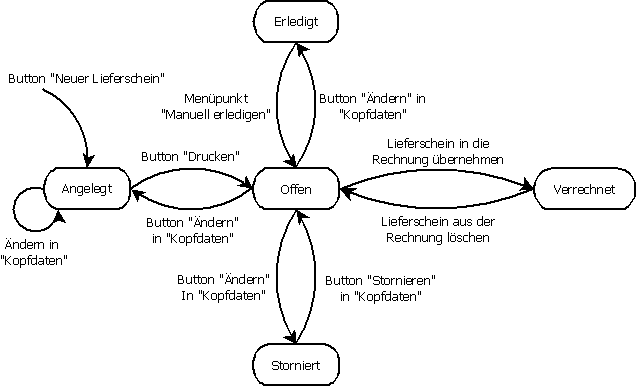 Erledigt
Button "Neuer Lieferschein"
Menüpunkt
"Manuell erledigen"
Button "Ändern" in
"Kopfdaten"
Button "Drucken"
Lieferschein in die
Rechnung übernehmen
Angelegt
Offen
Verrechnet
Ändern in
"Kopfdaten"
Button "Ändern"
in "Kopfdaten"
Lieferschein aus der
Rechnung löschen
Button "Ändern"
In "Kopfdaten"
Button "Stornieren"
in "Kopfdaten"
Storniert